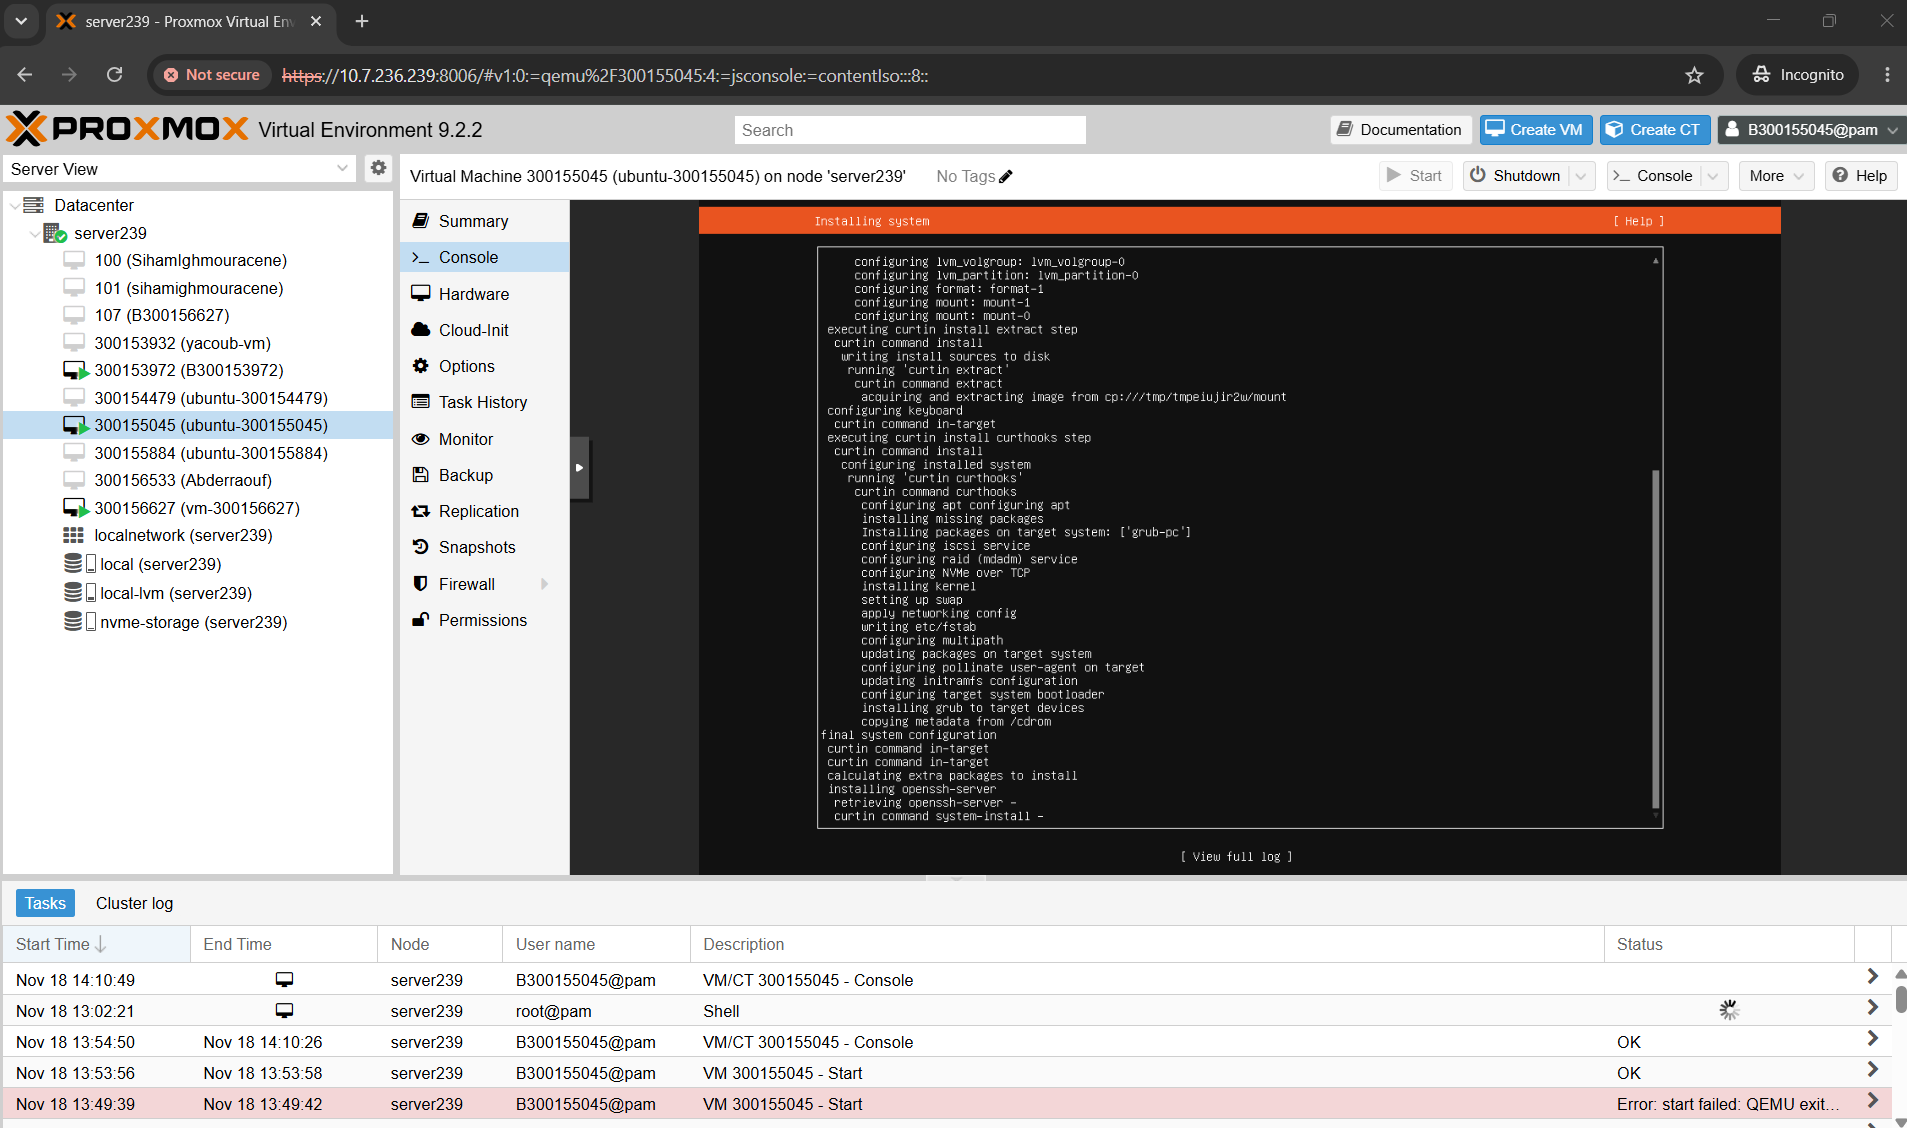 server239 - Proxmox Virtual En
Not secure
https://10.7.236.239:8006/#v1:0:=qemu%2F300155045:4:=jsconsole:=contentIso:::8::
Incognito
PROXMOX
Virtual Environment 9.2.2
Search
Documentation
Create VM
Create CT
B300155045@pam
Server View
Virtual Machine 300155045 (ubuntu-300155045) on node 'server239'
No Tags
Start
Shutdown
Console
More
Help
Datacenter
server239
100 (SihamIghmouracene)
101 (sihamighmouracene)
107 (B300156627)
300153932 (yacoub-vm)
300153972 (B300153972)
300154479 (ubuntu-300154479)
300155045 (ubuntu-300155045)
300155884 (ubuntu-300155884)
300156533 (Abderraouf)
300156627 (vm-300156627)
localnetwork (server239)
local (server239)
local-lvm (server239)
nvme-storage (server239)
Summary
Console
Hardware
Cloud-Init
Options
Task History
Monitor
Backup
Replication
Snapshots
Firewall
Permissions
Installing system
[ Help ]
configuring lvm_volgroup: lvm_volgroup-0
configuring lvm_partition: lvm_partition-0
configuring format: format-1
configuring mount: mount-1
configuring mount: mount-0
executing curtin install extract step
curtin command install
writing install sources to disk
running 'curtin extract'
curtin command extract
acquiring and extracting image from cp:///tmp/tmpeiujir2w/mount
configuring keyboard
curtin command in-target
executing curtin install curthooks step
curtin command install
configuring installed system
running 'curtin curthooks'
curtin command curthooks
configuring apt configuring apt
installing missing packages
Installing packages on target system: ['grub-pc']
configuring iscsi service
configuring raid (mdadm) service
configuring NVMe over TCP
installing kernel
setting up swap
apply networking config
writing etc/fstab
configuring multipath
updating packages on target system
configuring pollinate user-agent on target
updating initramfs configuration
configuring target system bootloader
installing grub to target devices
copying metadata from /cdrom
final system configuration
curtin command in-target
curtin command in-target
calculating extra packages to install
installing openssh-server
retrieving openssh-server -
curtin command system-install -
[ View full log ]
Tasks
Cluster log
Start Time
End Time
Node
User name
Description
Status
Nov 18 14:10:49
server239
B300155045@pam
VM/CT 300155045 - Console
Nov 18 13:02:21
server239
root@pam
Shell
Nov 18 13:54:50
Nov 18 14:10:26
server239
B300155045@pam
VM/CT 300155045 - Console
OK
Nov 18 13:53:56
Nov 18 13:53:58
server239
B300155045@pam
VM 300155045 - Start
OK
Nov 18 13:49:39
Nov 18 13:49:42
server239
B300155045@pam
VM 300155045 - Start
Error: start failed: QEMU exit...